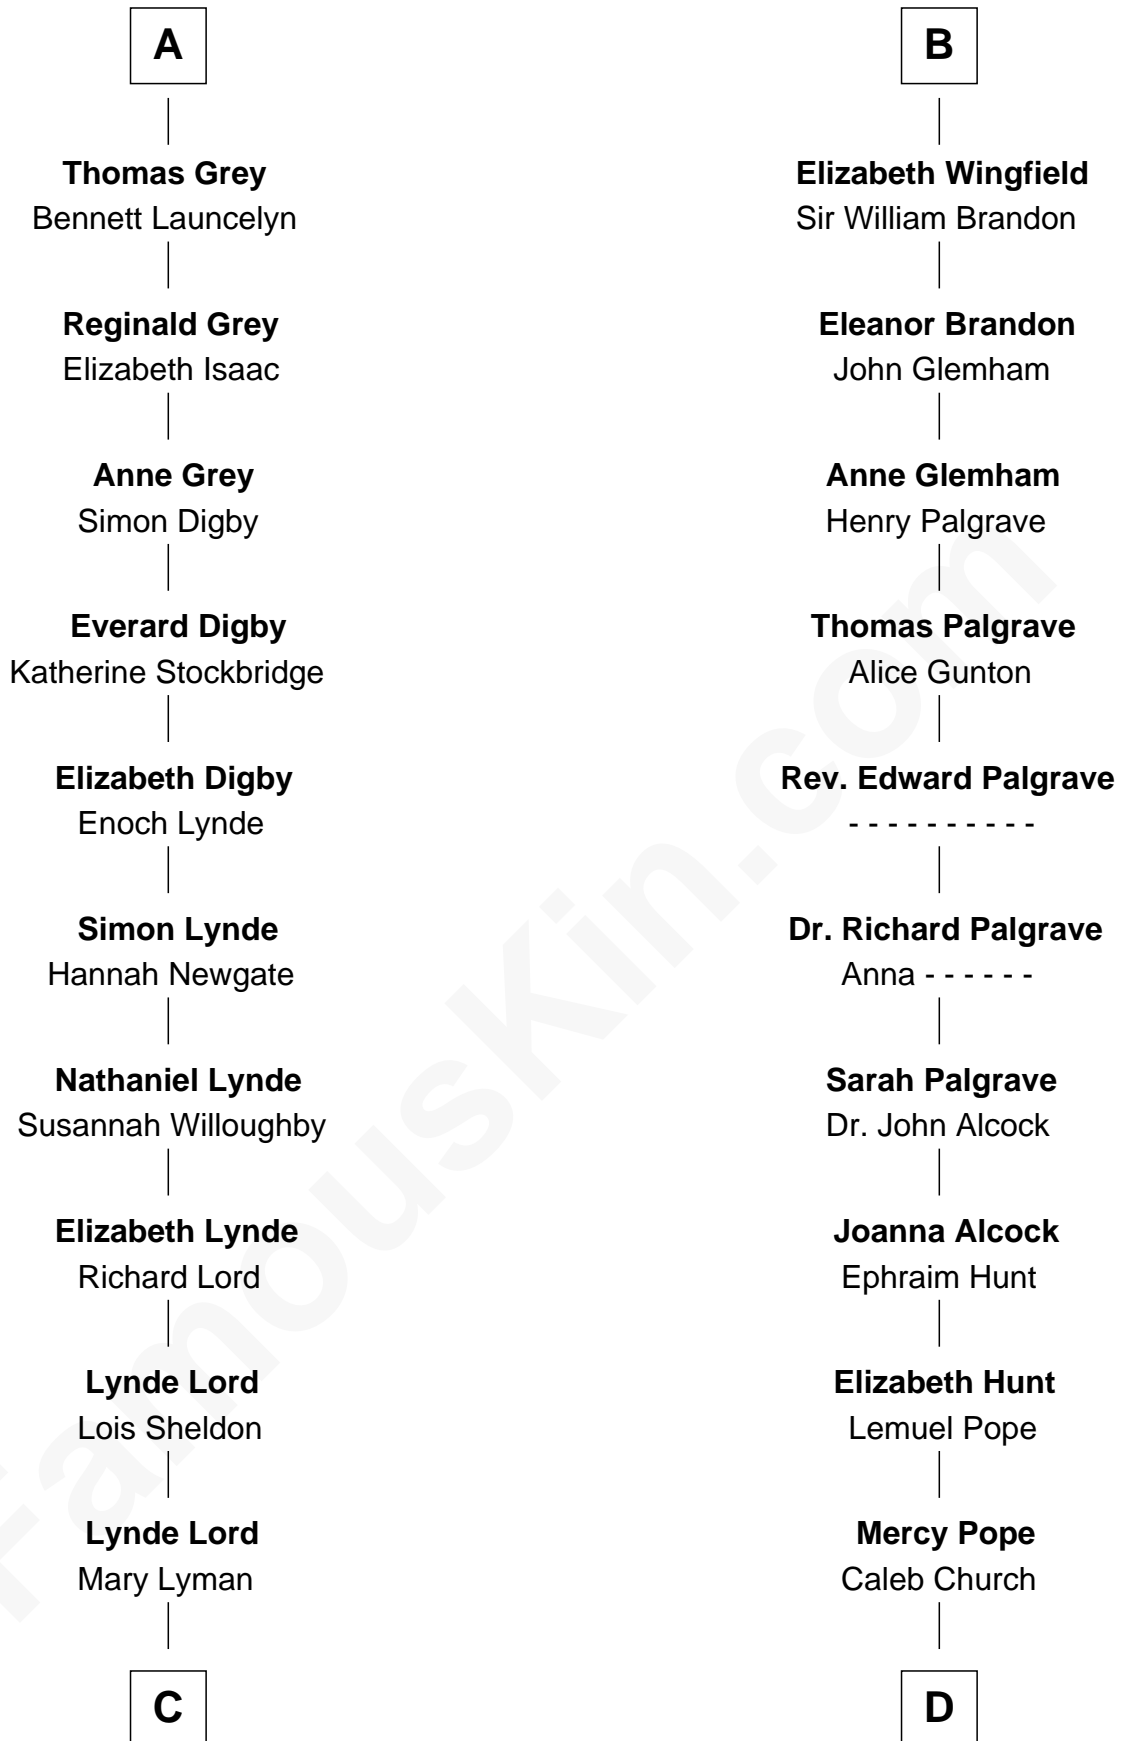 A
Thomas Grey
Bennett Launcelyn
Reginald Grey
Elizabeth Isaac
Anne Grey
Simon Digby
Everard Digby
Katherine Stockbridge
Elizabeth Digby
Enoch Lynde
Simon Lynde
Hannah Newgate
Nathaniel Lynde
Susannah Willoughby
Elizabeth Lynde
Richard Lord
Lynde Lord
Lois Sheldon
Lynde Lord
Mary Lyman
C
B
Elizabeth Wingfield
Sir William Brandon
Eleanor Brandon
John Glemham
Anne Glemham
Henry Palgrave
Thomas Palgrave
Alice Gunton
Rev. Edward Palgrave
- - - - - - - - - -
Dr. Richard Palgrave
Anna - - - - - -
Sarah Palgrave
Dr. John Alcock
Joanna Alcock
Ephraim Hunt
Elizabeth Hunt
Lemuel Pope
Mercy Pope
Caleb Church
D
FamousKin.com